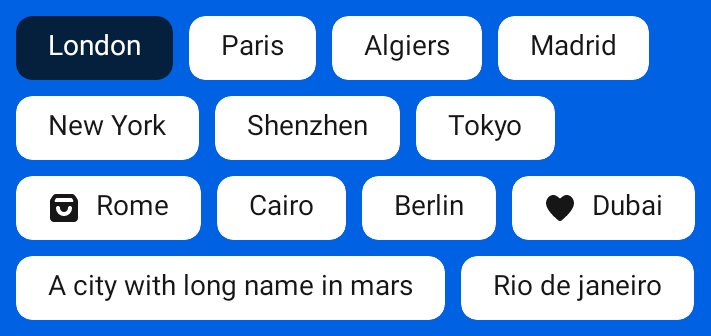 London Paris Algiers Madrid
New York Shenzhen Tokyo
Rome Cairo Berlin Dubai
A city with long name in mars Rio de janeiro